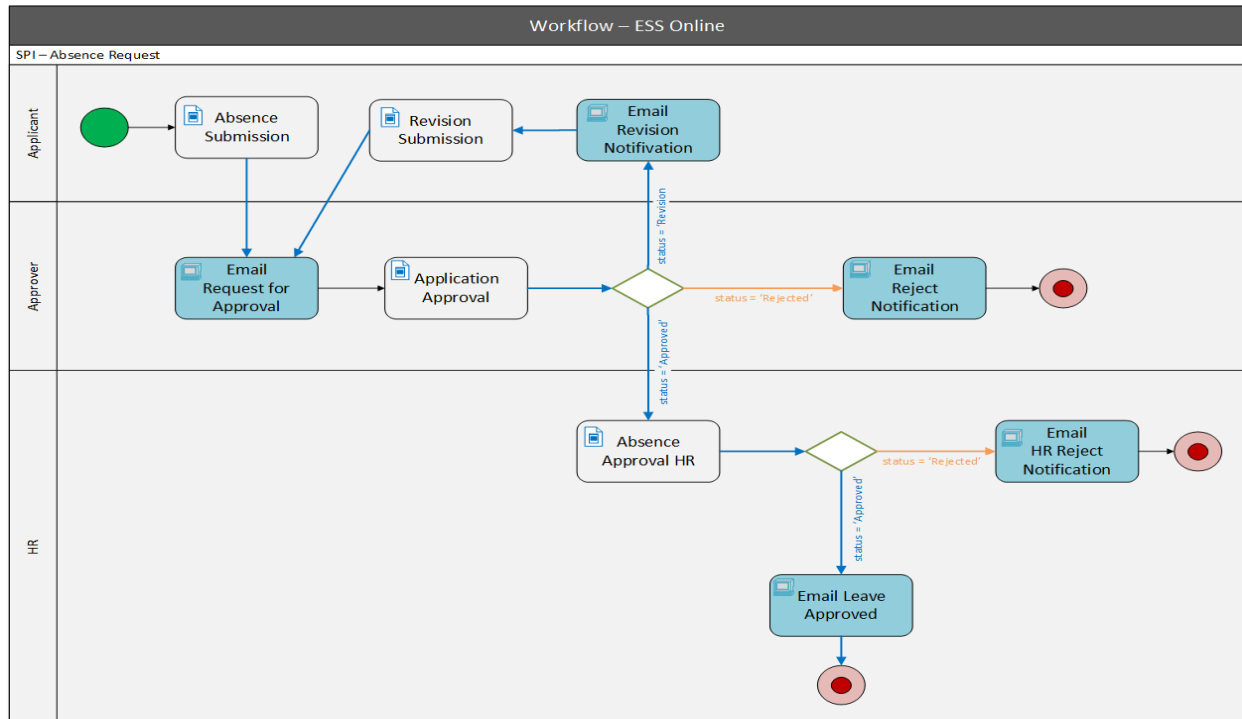 Workflow – ESS Online
SPI – Absence Request
Applicant
Absence
Submission
Revision
Submission
Email
Revision
Notifivation
status = 'Revision
Approver
Email
Request for
Approval
Application
Approval
status = 'Rejected'
Email
Reject
Notification
status = 'Approved'
HR
Absence
Approval HR
status = 'Rejected'
Email
HR Reject
Notification
status = 'Approved'
Email Leave
Approved